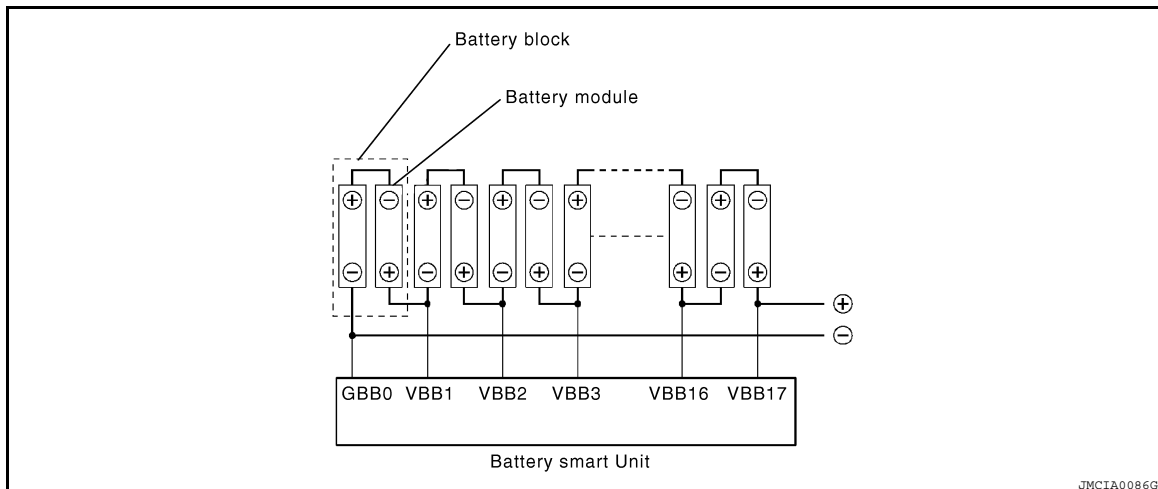 Battery block
Battery module
GBB0 VBB1 VBB2 VBB3 VBB16 VBB17
Battery smart Unit
JMCIA0086G